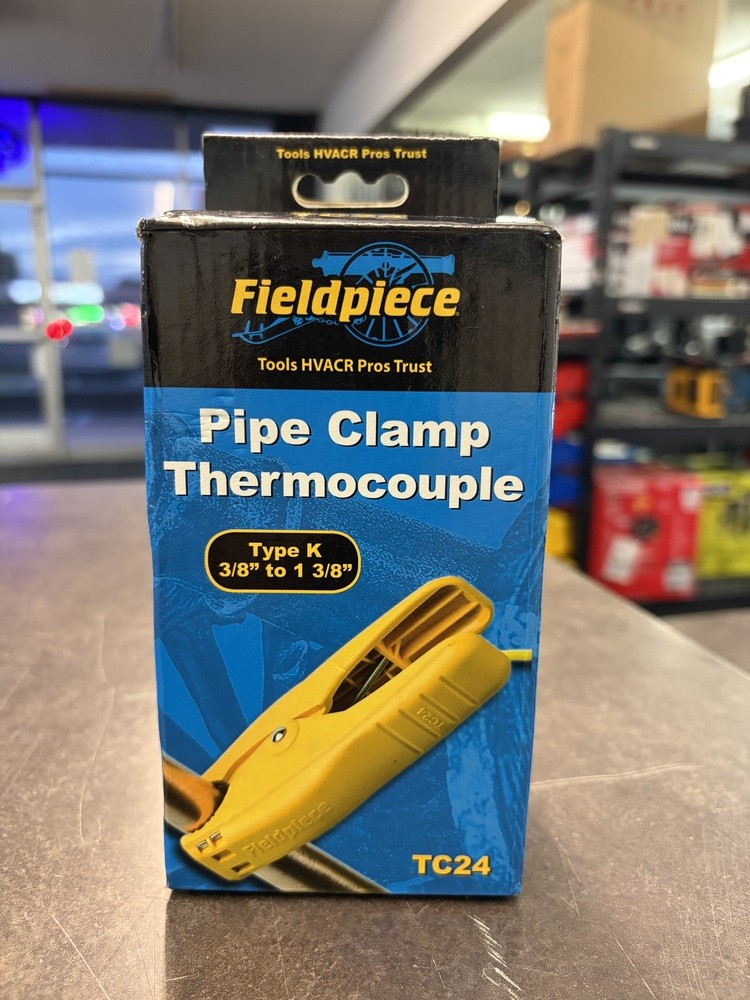 Tools HVACR Pros Trust
Fieldpiece
Tools HVACR Pros Trust
Pipe Clamp
Thermocouple
Type K
3/8" to 1 3/8"
TC24
Fieldpiece
TC24